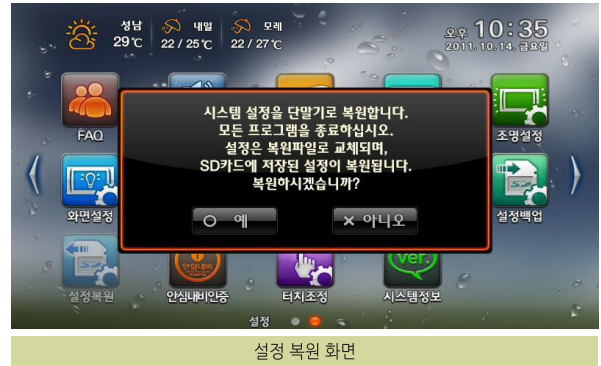 성남 내일 모레
29℃ 22 / 25℃ 22 / 27℃
오후 10:35
2011. 10. 14. 금요일
FAQ
조명설정
시스템 설정을 단말기로 복원합니다.
모든 프로그램을 종료하십시오.
설정은 복원파일로 교체되며,
SD카드에 저장된 설정이 복원됩니다.
복원하시겠습니까?
예 아니오
화면설정
설정백업
안심내비
Ver.
설정복원 안심내비인증 터치조정 시스템정보
설정
설정 복원 화면